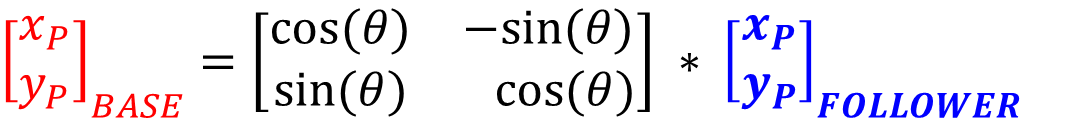 [x_P y_P]_BASE = [cos(θ) −sin(θ) sin(θ) cos(θ)] * [x_P y_P]_FOLLOWER